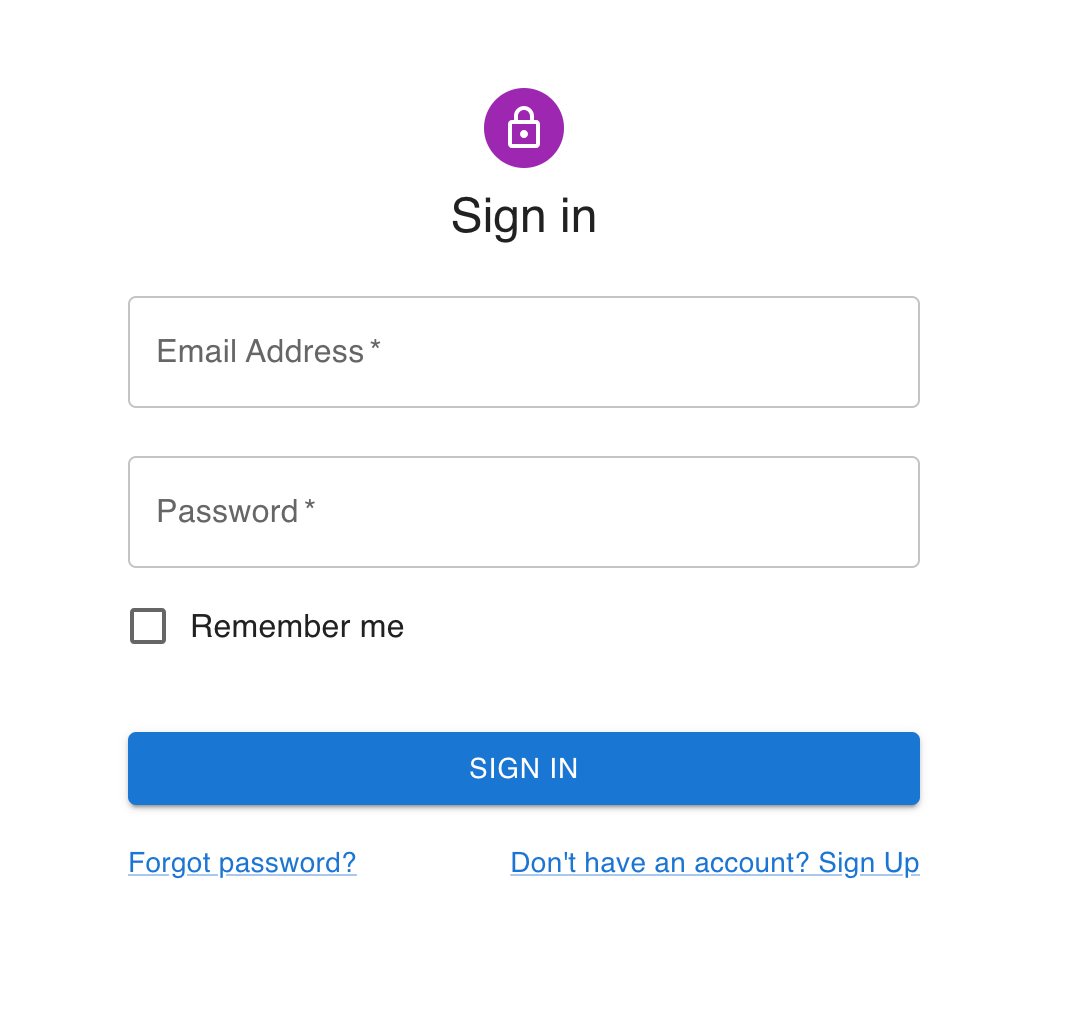 Sign in
Email Address *
Password *
Remember me
SIGN IN
Forgot password?
Don't have an account? Sign Up